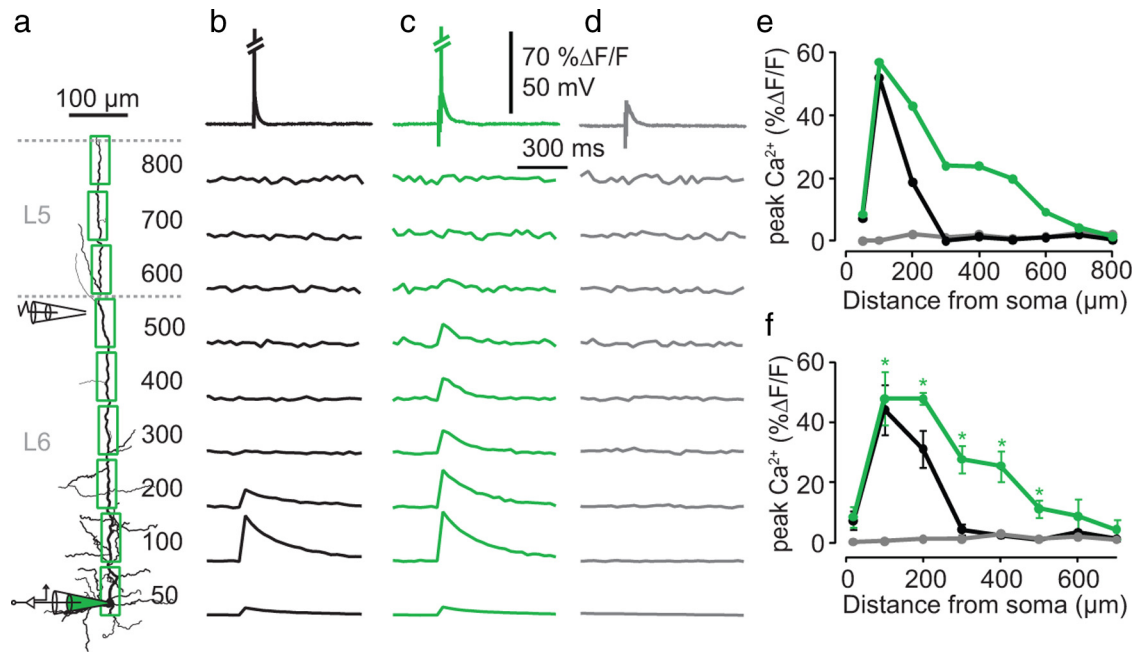 a
100 µm
L5
L6
800
700
600
500
400
300
200
100
50
b
c
d
70 %ΔF/F
50 mV
300 ms
e
peak Ca²⁺ (%ΔF/F)
60
40
20
0
0 200 400 600 800
Distance from soma (µm)
f
peak Ca²⁺ (%ΔF/F)
60
40
20
0
* * * * *
0 200 400 600
Distance from soma (µm)